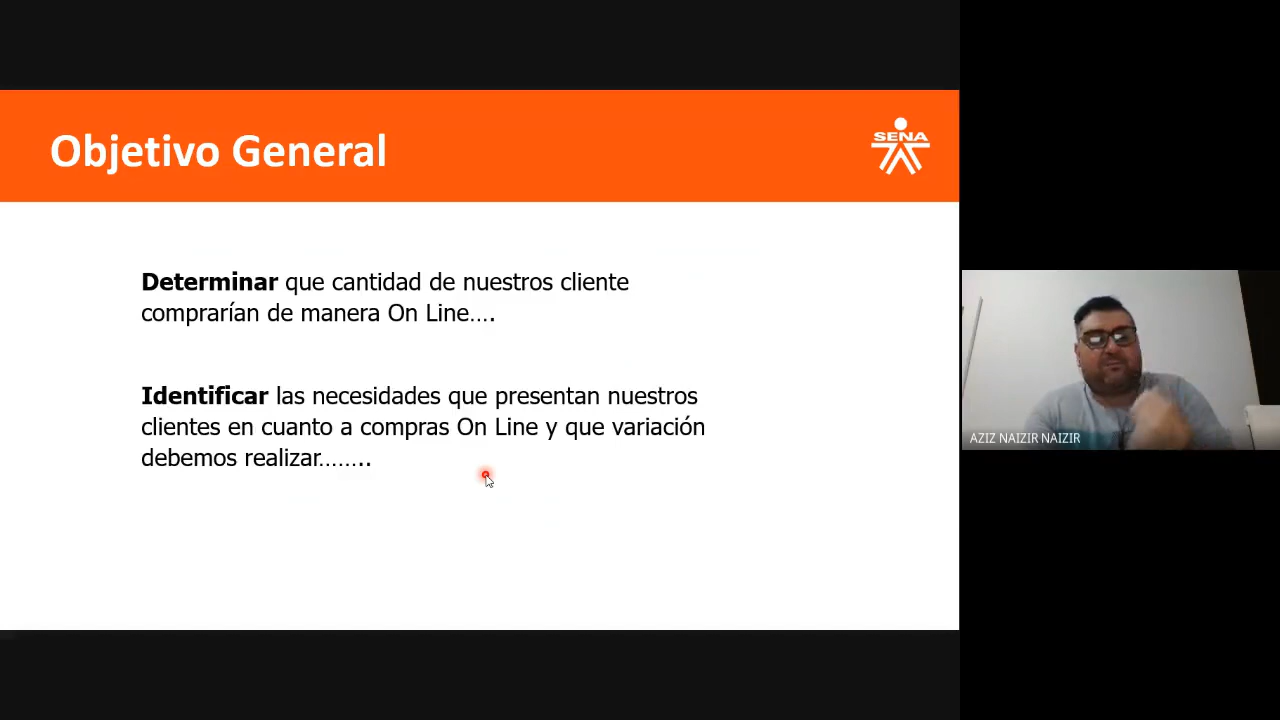 Objetivo General
SENA
Determinar que cantidad de nuestros cliente
comprarían de manera On Line….
Identificar las necesidades que presentan nuestros
clientes en cuanto a compras On Line y que variación
debemos realizar……..
AZIZ NAIZIR NAIZIR